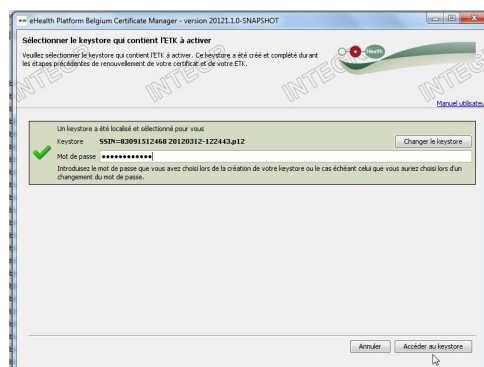 eHealth Platform Belgium Certificate Manager - version 20121.1.0-SNAPSHOT
Sélectionner le keystore qui contient l'ETK à activer
Veuillez sélectionner le keystore qui contient l'ETK à activer. Ce keystore a été créé et complété durant
les étapes précédentes de renouvellement de votre certificat et de votre ETK.
eHealth
INTEGR
INTEGR
INTEGR
INTEGR
Manuel utilisateur
Un keystore a été localisé et sélectionné pour vous
Keystore SSIN=83091512468 20120312-122443.p12 Changer le keystore
Mot de passe ••••••••••••
Introduisez le mot de passe que vous avez choisi lors de la création de votre keystore ou le cas échéant celui que vous auriez choisi lors d'un
changement du mot de passe.
Annuler Accéder au keystore